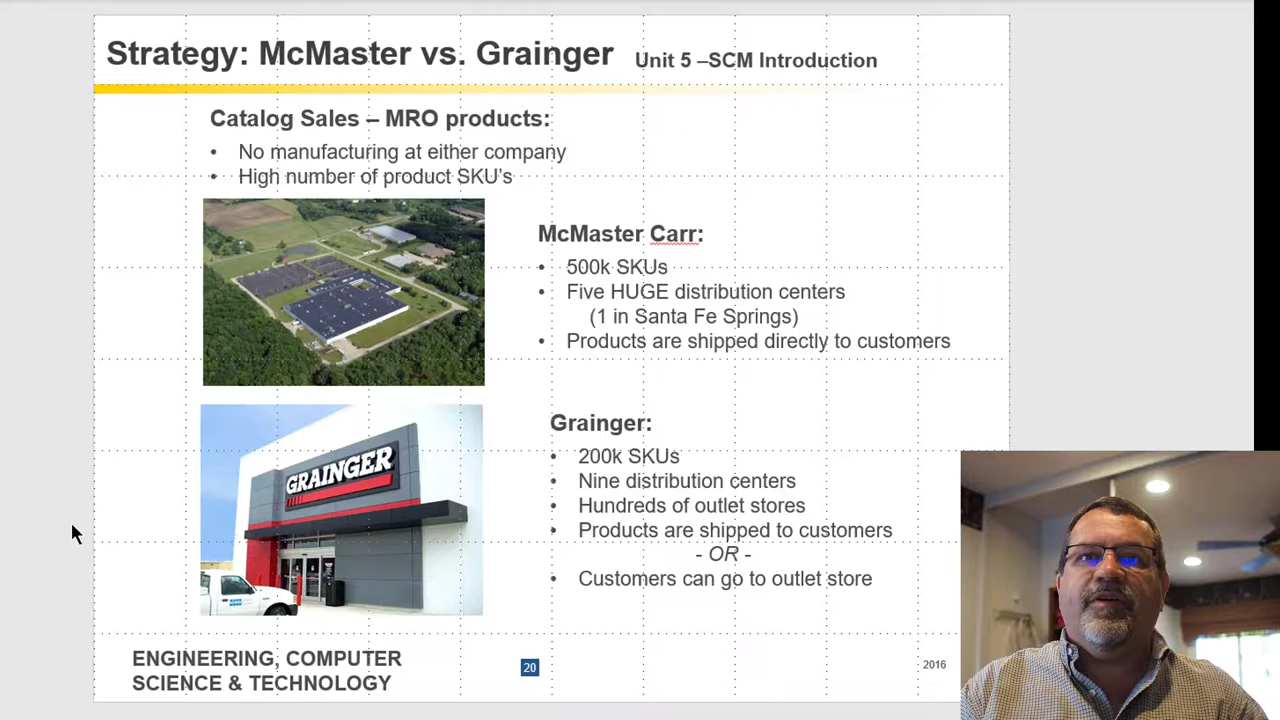 Strategy: McMaster vs. Grainger
Unit 5 –SCM Introduction
Catalog Sales – MRO products:
• No manufacturing at either company
• High number of product SKU's
McMaster Carr:
• 500k SKUs
• Five HUGE distribution centers
(1 in Santa Fe Springs)
• Products are shipped directly to customers
GRAINGER
Grainger:
• 200k SKUs
• Nine distribution centers
• Hundreds of outlet stores
• Products are shipped to customers
- OR -
• Customers can go to outlet store
ENGINEERING, COMPUTER
SCIENCE & TECHNOLOGY
20
2016